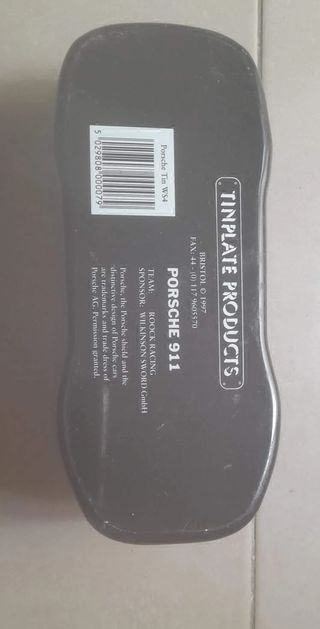 TINPLATE PRODUCTS
BRISTOL © 1997
FAX: 44 - (0) 117 9605570
PORSCHE 911
TEAM: ROOCK RACING
SPONSOR: WILKINSON SWORD GmbH
Porsche, the Porsche shield and the
distinctive design of Porsche cars
are trademarks and trade dress of
Porsche AG. Permission granted.
Porsche Tin WS4
5 029808 000079